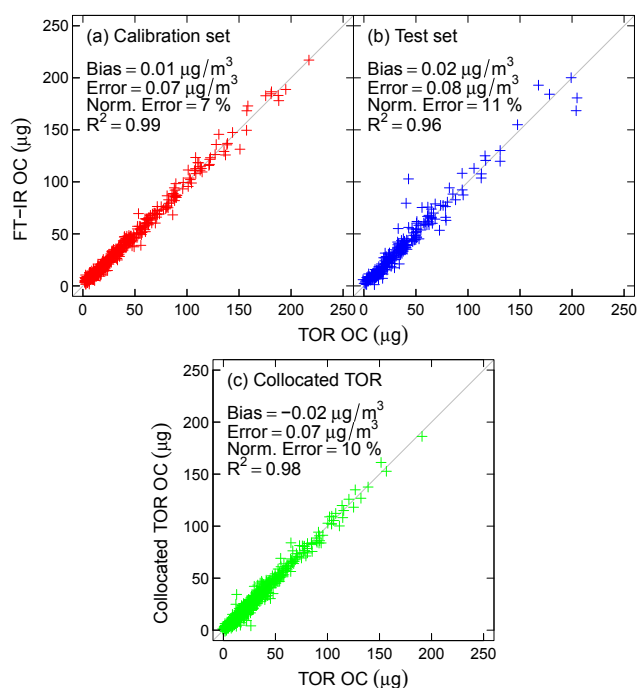 (a) Calibration set
Bias = 0.01 μg/m³
Error = 0.07 μg/m³
Norm. Error = 7 %
R² = 0.99
250
200
150
100
50
0
FT−IR OC (μg)
0 50 100 150 200 250
TOR OC (μg)
(b) Test set
Bias = 0.02 μg/m³
Error = 0.08 μg/m³
Norm. Error = 11 %
R² = 0.96
0 50 100 150 200 250
TOR OC (μg)
(c) Collocated TOR
Bias = −0.02 μg/m³
Error = 0.07 μg/m³
Norm. Error = 10 %
R² = 0.98
250
200
150
100
50
0
Collocated TOR OC (μg)
0 50 100 150 200 250
TOR OC (μg)